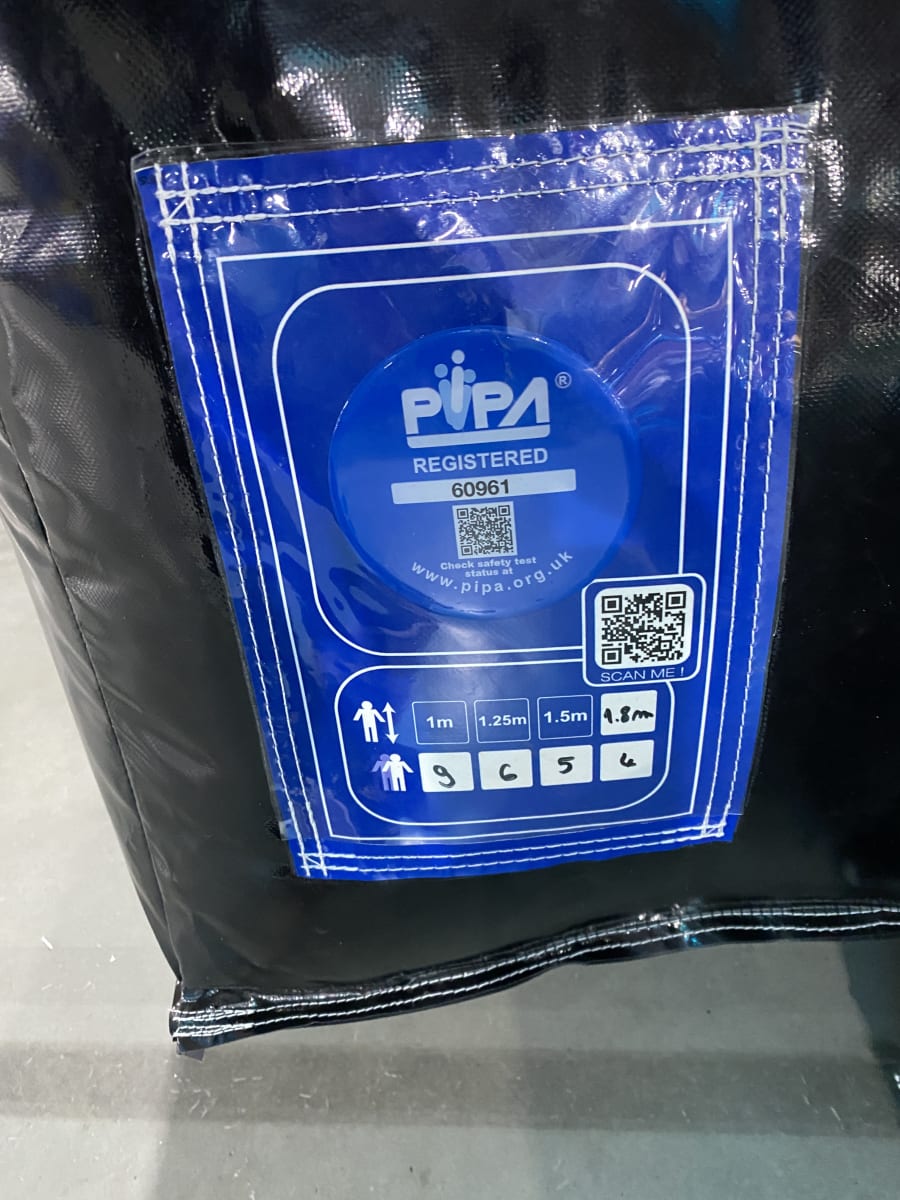 PIPA®
REGISTERED
60961
Check safety test
status at
www.pipa.org.uk
SCAN ME !
1m 1.25m 1.5m 1.8m
9 6 5 4